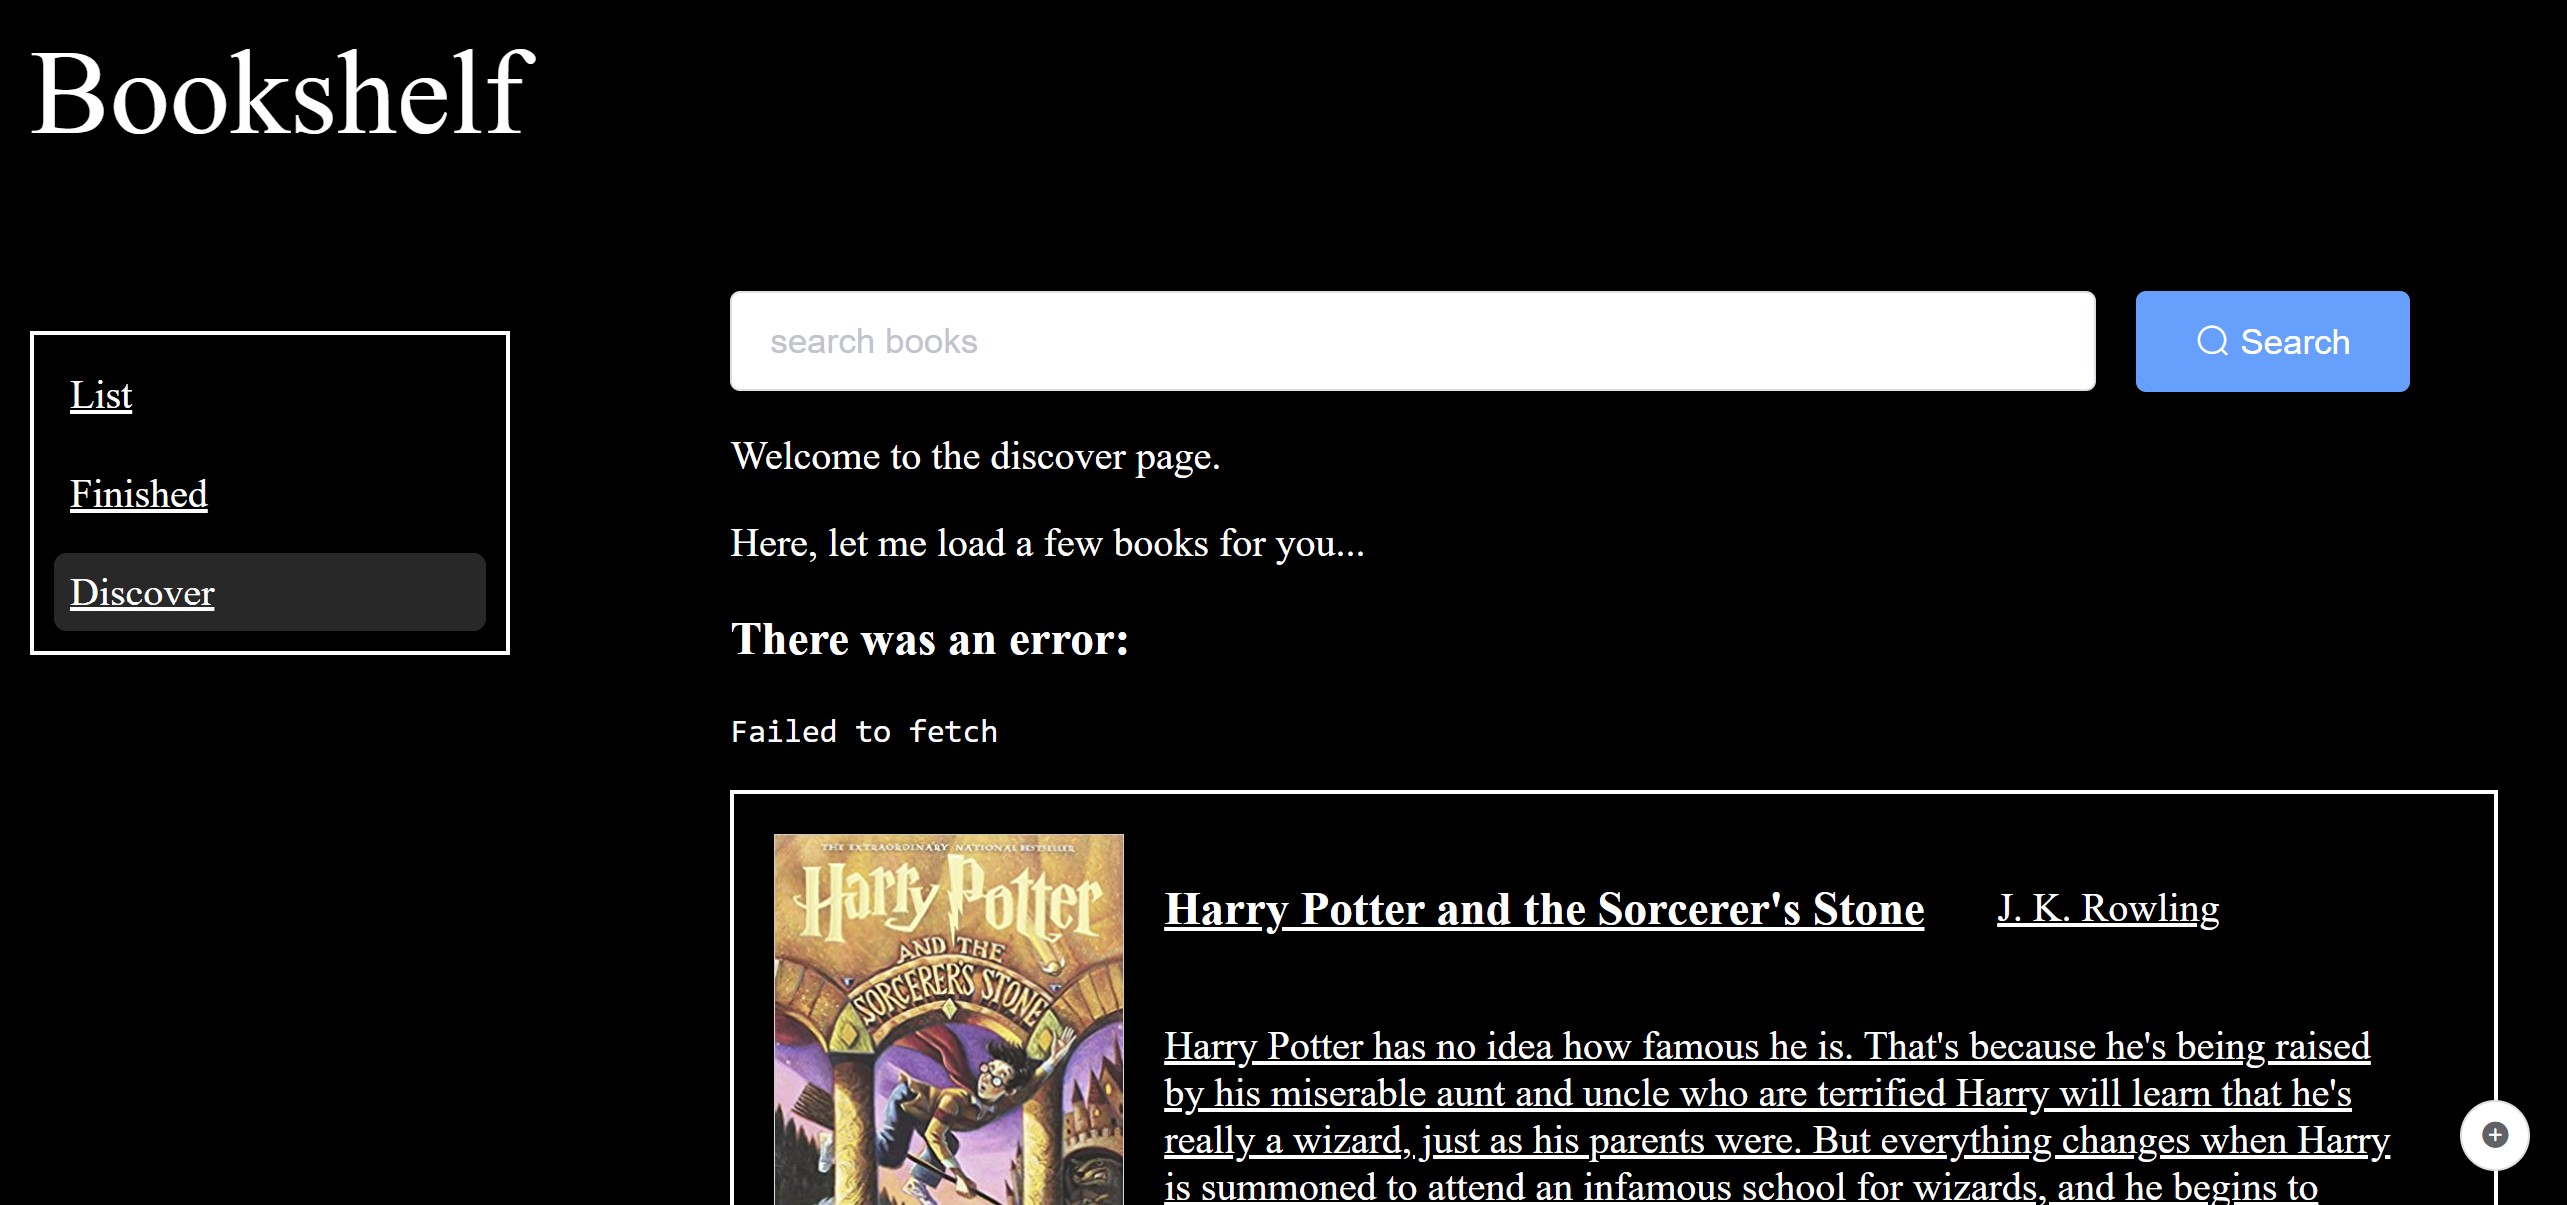 Bookshelf
search books
Search
List
Finished
Discover
Welcome to the discover page.
Here, let me load a few books for you...
There was an error:
Failed to fetch
THE EXTRAORDINARY NATIONAL BESTSELLER
Harry Potter
AND THE
SORCERER'S STONE
Harry Potter and the Sorcerer's Stone
J. K. Rowling
Harry Potter has no idea how famous he is. That's because he's being raised
by his miserable aunt and uncle who are terrified Harry will learn that he's
really a wizard, just as his parents were. But everything changes when Harry
is summoned to attend an infamous school for wizards, and he begins to